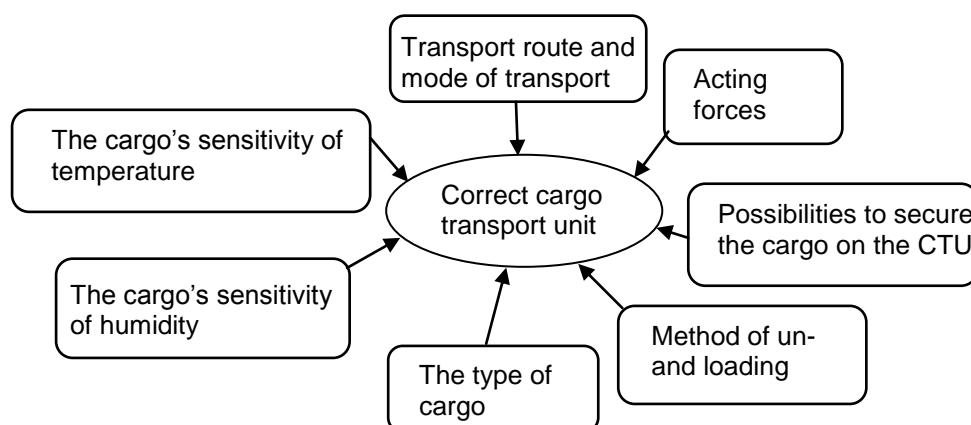 Transport route and
mode of transport
Acting
forces
The cargo’s sensitivity of
temperature
Correct cargo
transport unit
Possibilities to secure
the cargo on the CTU
The cargo’s sensitivity
of humidity
Method of un-
and loading
The type of
cargo